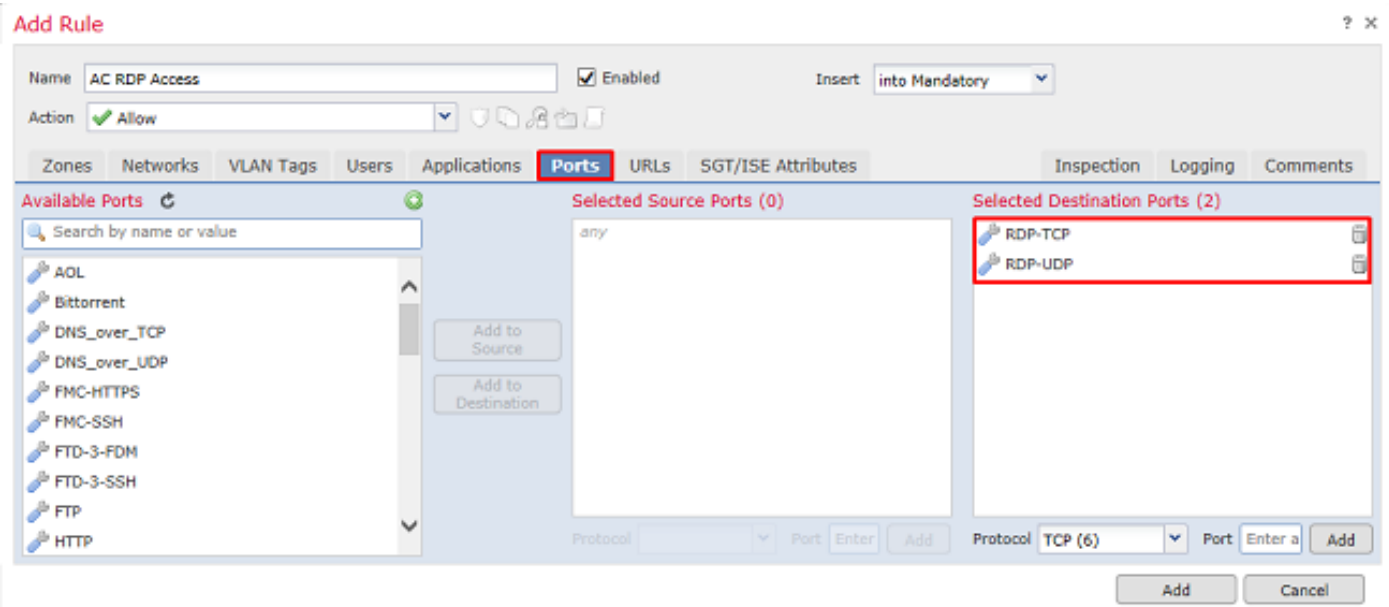 Add Rule ? ×
Name AC RDP Access Enabled Insert into Mandatory
Action Allow
Zones Networks VLAN Tags Users Applications Ports URLs SGT/ISE Attributes Inspection Logging Comments
Available Ports Selected Source Ports (0) Selected Destination Ports (2)
Search by name or value any RDP-TCP
RDP-UDP
AOL
Bittorrent
DNS_over_TCP
DNS_over_UDP
FMC-HTTPS
FMC-SSH
FTD-3-FDM
FTD-3-SSH
FTP
HTTP
Add to
Source
Add to
Destination
Protocol Port Enter Add Protocol TCP (6) Port Enter a Add
Add Cancel